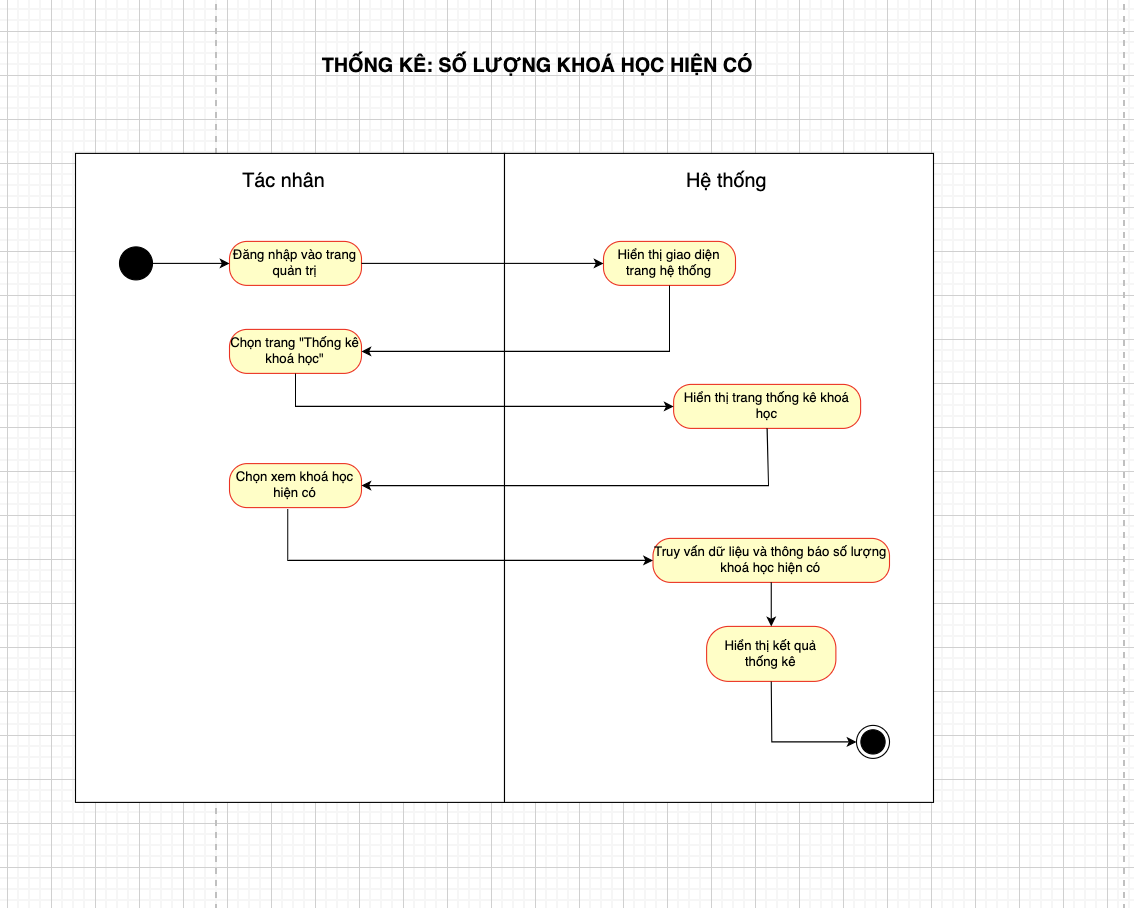 THỐNG KÊ: SỐ LƯỢNG KHOÁ HỌC HIỆN CÓ
Tác nhân
Hệ thống
Đăng nhập vào trang
quản trị
Hiển thị giao diện
trang hệ thống
Chọn trang "Thống kê
khoá học"
Hiển thị trang thống kê khoá
học
Chọn xem khoá học
hiện có
Truy vấn dữ liệu và thông báo số lượng
khoá học hiện có
Hiển thị kết quả
thống kê